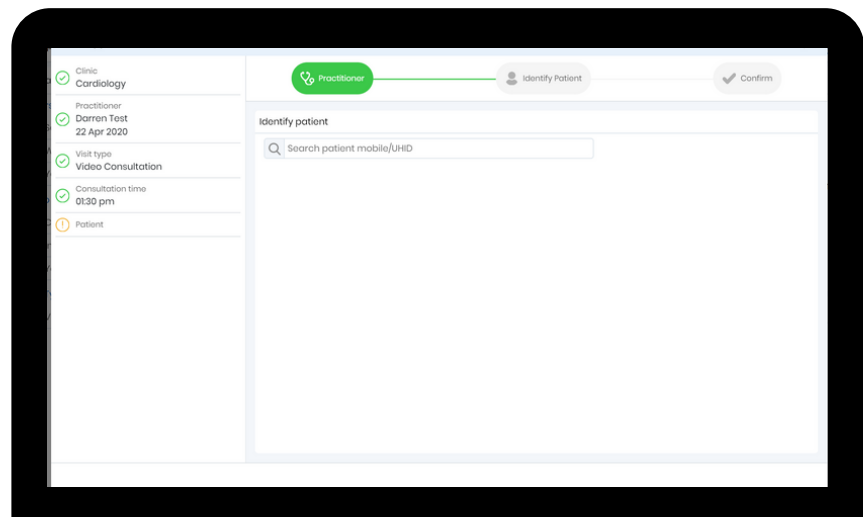 Clinic
Cardiology
Practitioner
Darren Test
22 Apr 2020
Visit type
Video Consultation
Consultation time
01:30 pm
Patient
Practitioner
Identify Patient
Confirm
Identify patient
Search patient mobile/UHID